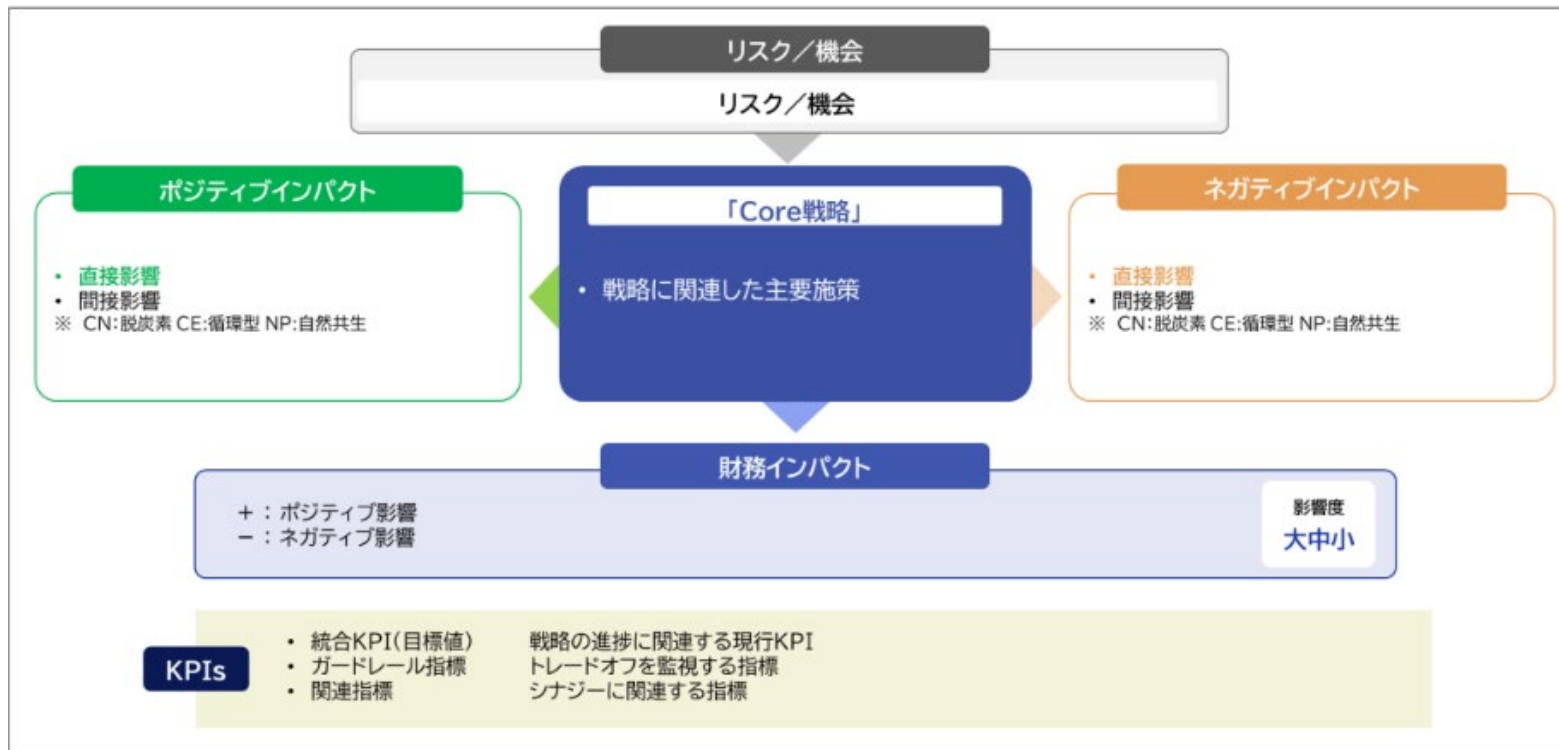 リスク／機会
リスク／機会
ポジティブインパクト
• 直接影響
• 間接影響
※ CN:脱炭素 CE:循環型 NP:自然共生
「Core戦略」
• 戦略に関連した主要施策
ネガティブインパクト
• 直接影響
• 間接影響
※ CN:脱炭素 CE:循環型 NP:自然共生
財務インパクト
＋：ポジティブ影響
－：ネガティブ影響
影響度
大中小
KPIs
• 統合KPI(目標値) 戦略の進捗に関連する現行KPI
• ガードレール指標 トレードオフを監視する指標
• 関連指標 シナジーに関連する指標